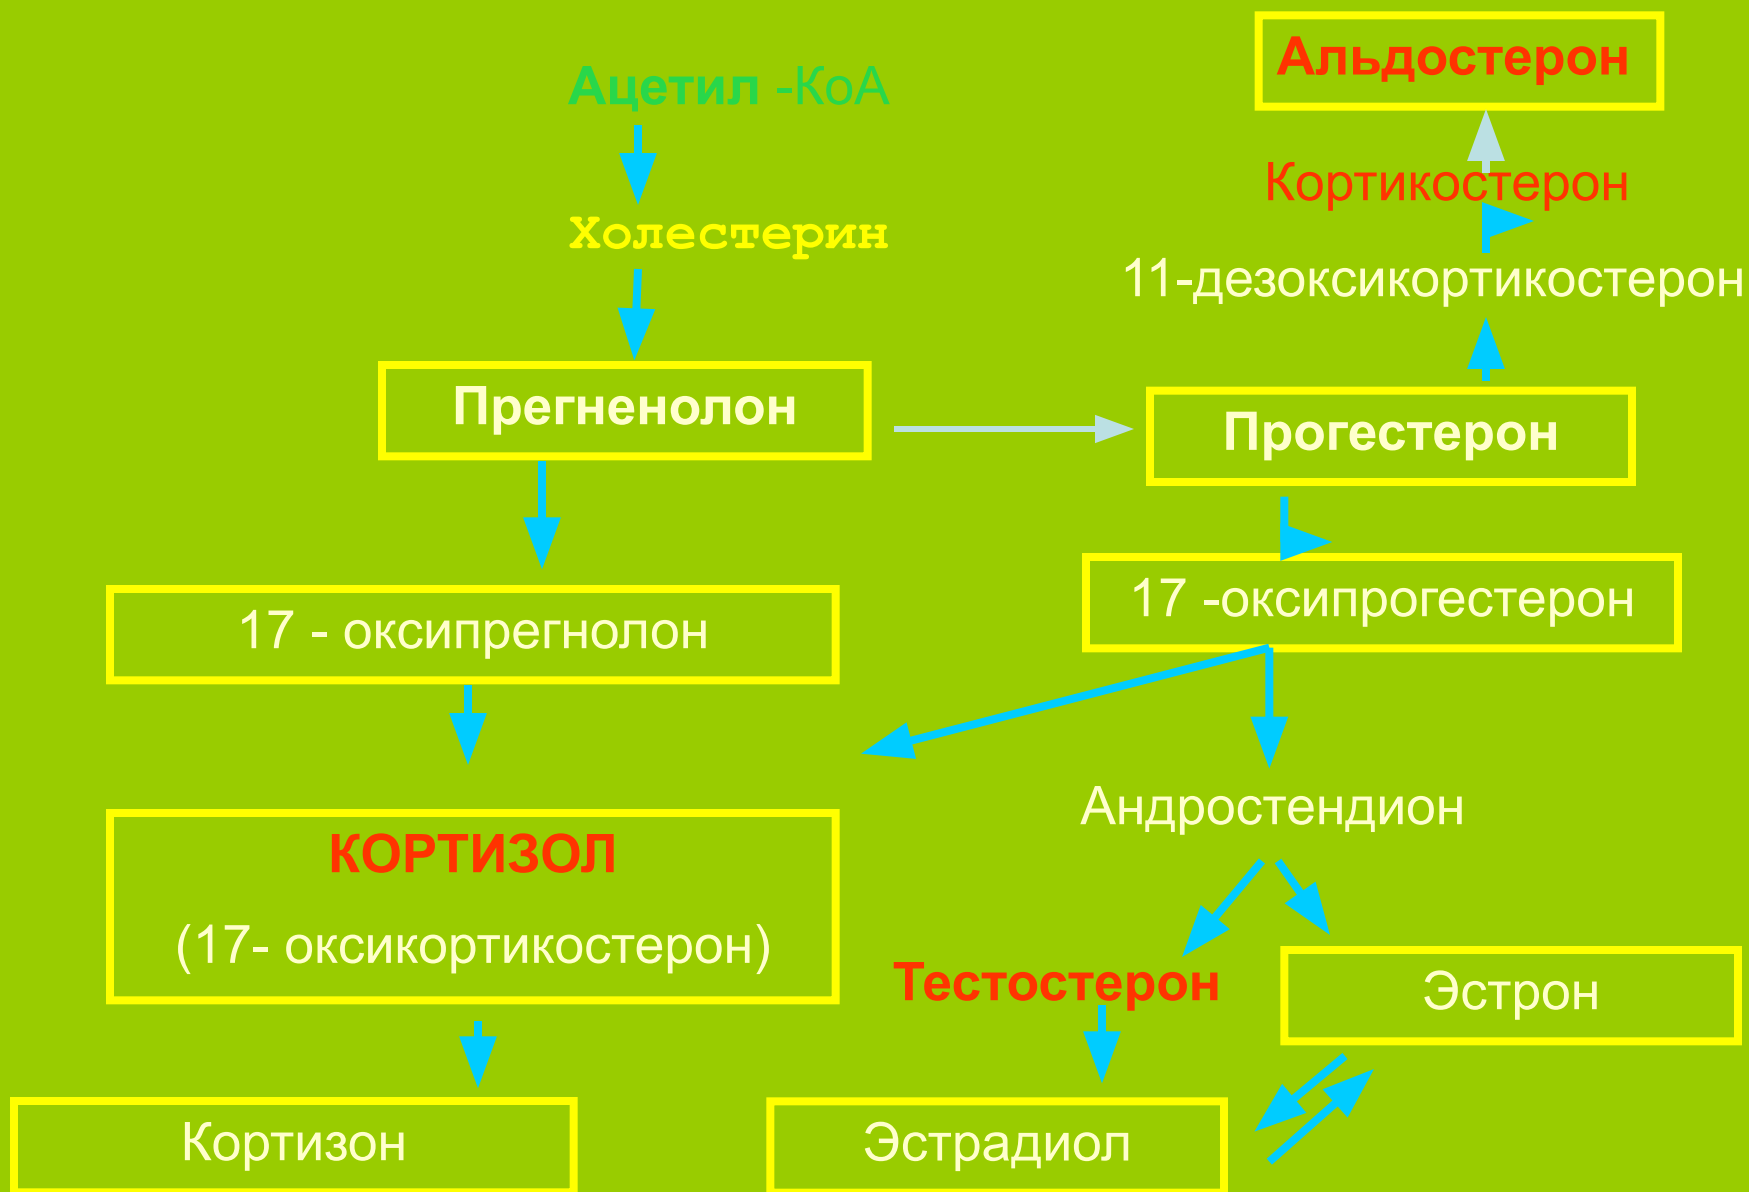 Альдостерон
Ацетил -КоА
Кортикостерон
Холестерин
11-дезоксикортикостерон
Прегненолон
Прогестерон
17 -оксипрогестерон
17 - оксипрегнолон
Андростендион
КОРТИЗОЛ
(17- оксикортикостерон)
Тестостерон
Эстрон
Кортизон
Эстрадиол